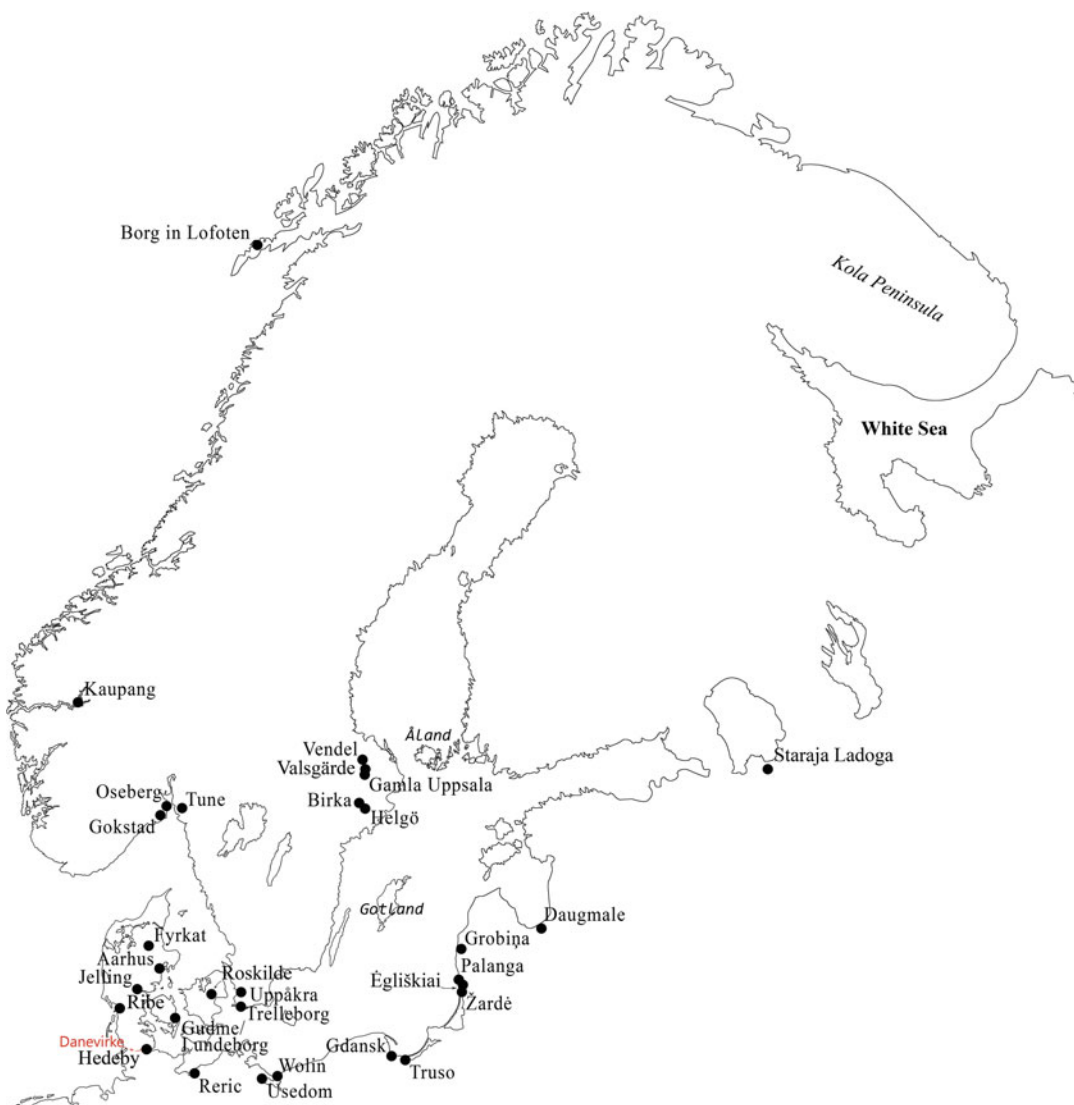 Borg in Lofoten
Kola Peninsula
White Sea
Kaupang
Åland
Vendel
Valsgärde
Gamla Uppsala
Staraja Ladoga
Oseberg
Tune
Birka
Helgö
Gokstad
Gotland
Daugmale
Fyrkat
Grobiņa
Aarhus
Palanga
Jelling
Roskilde
Ėgliškiai
Uppåkra
Žardė
Ribe
Trelleborg
Gudme
Lundeborg
Danevirke
Hedeby
Gdansk
Wolin
Truso
Reric
Usedom